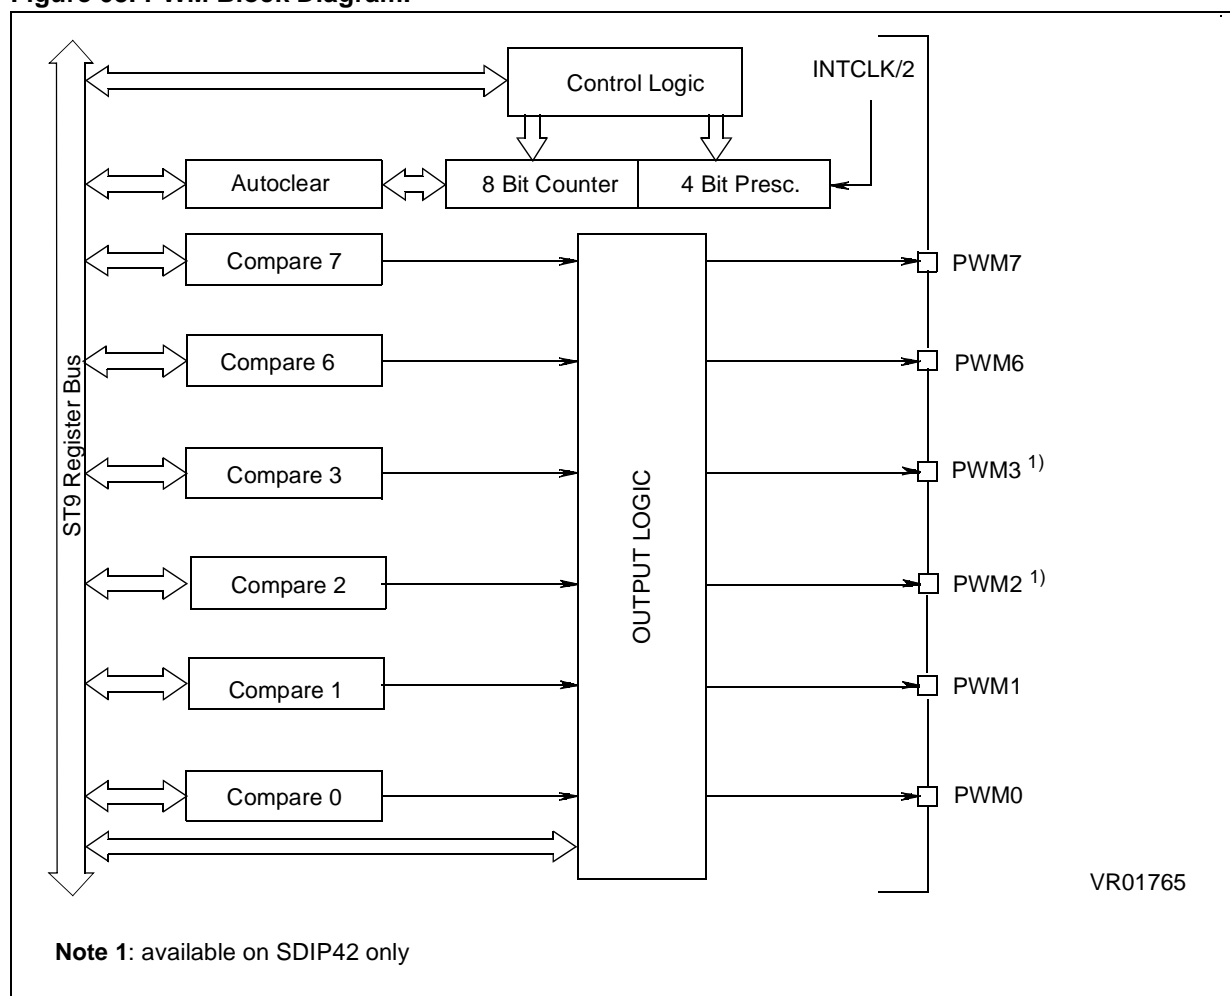 Control Logic
INTCLK/2
Autoclear
8 Bit Counter
4 Bit Presc.
Compare 7
PWM7
Compare 6
PWM6
ST9 Register Bus
Compare 3
PWM3 1)
OUTPUT LOGIC
Compare 2
PWM2 1)
Compare 1
PWM1
Compare 0
PWM0
VR01765
Note 1: available on SDIP42 only